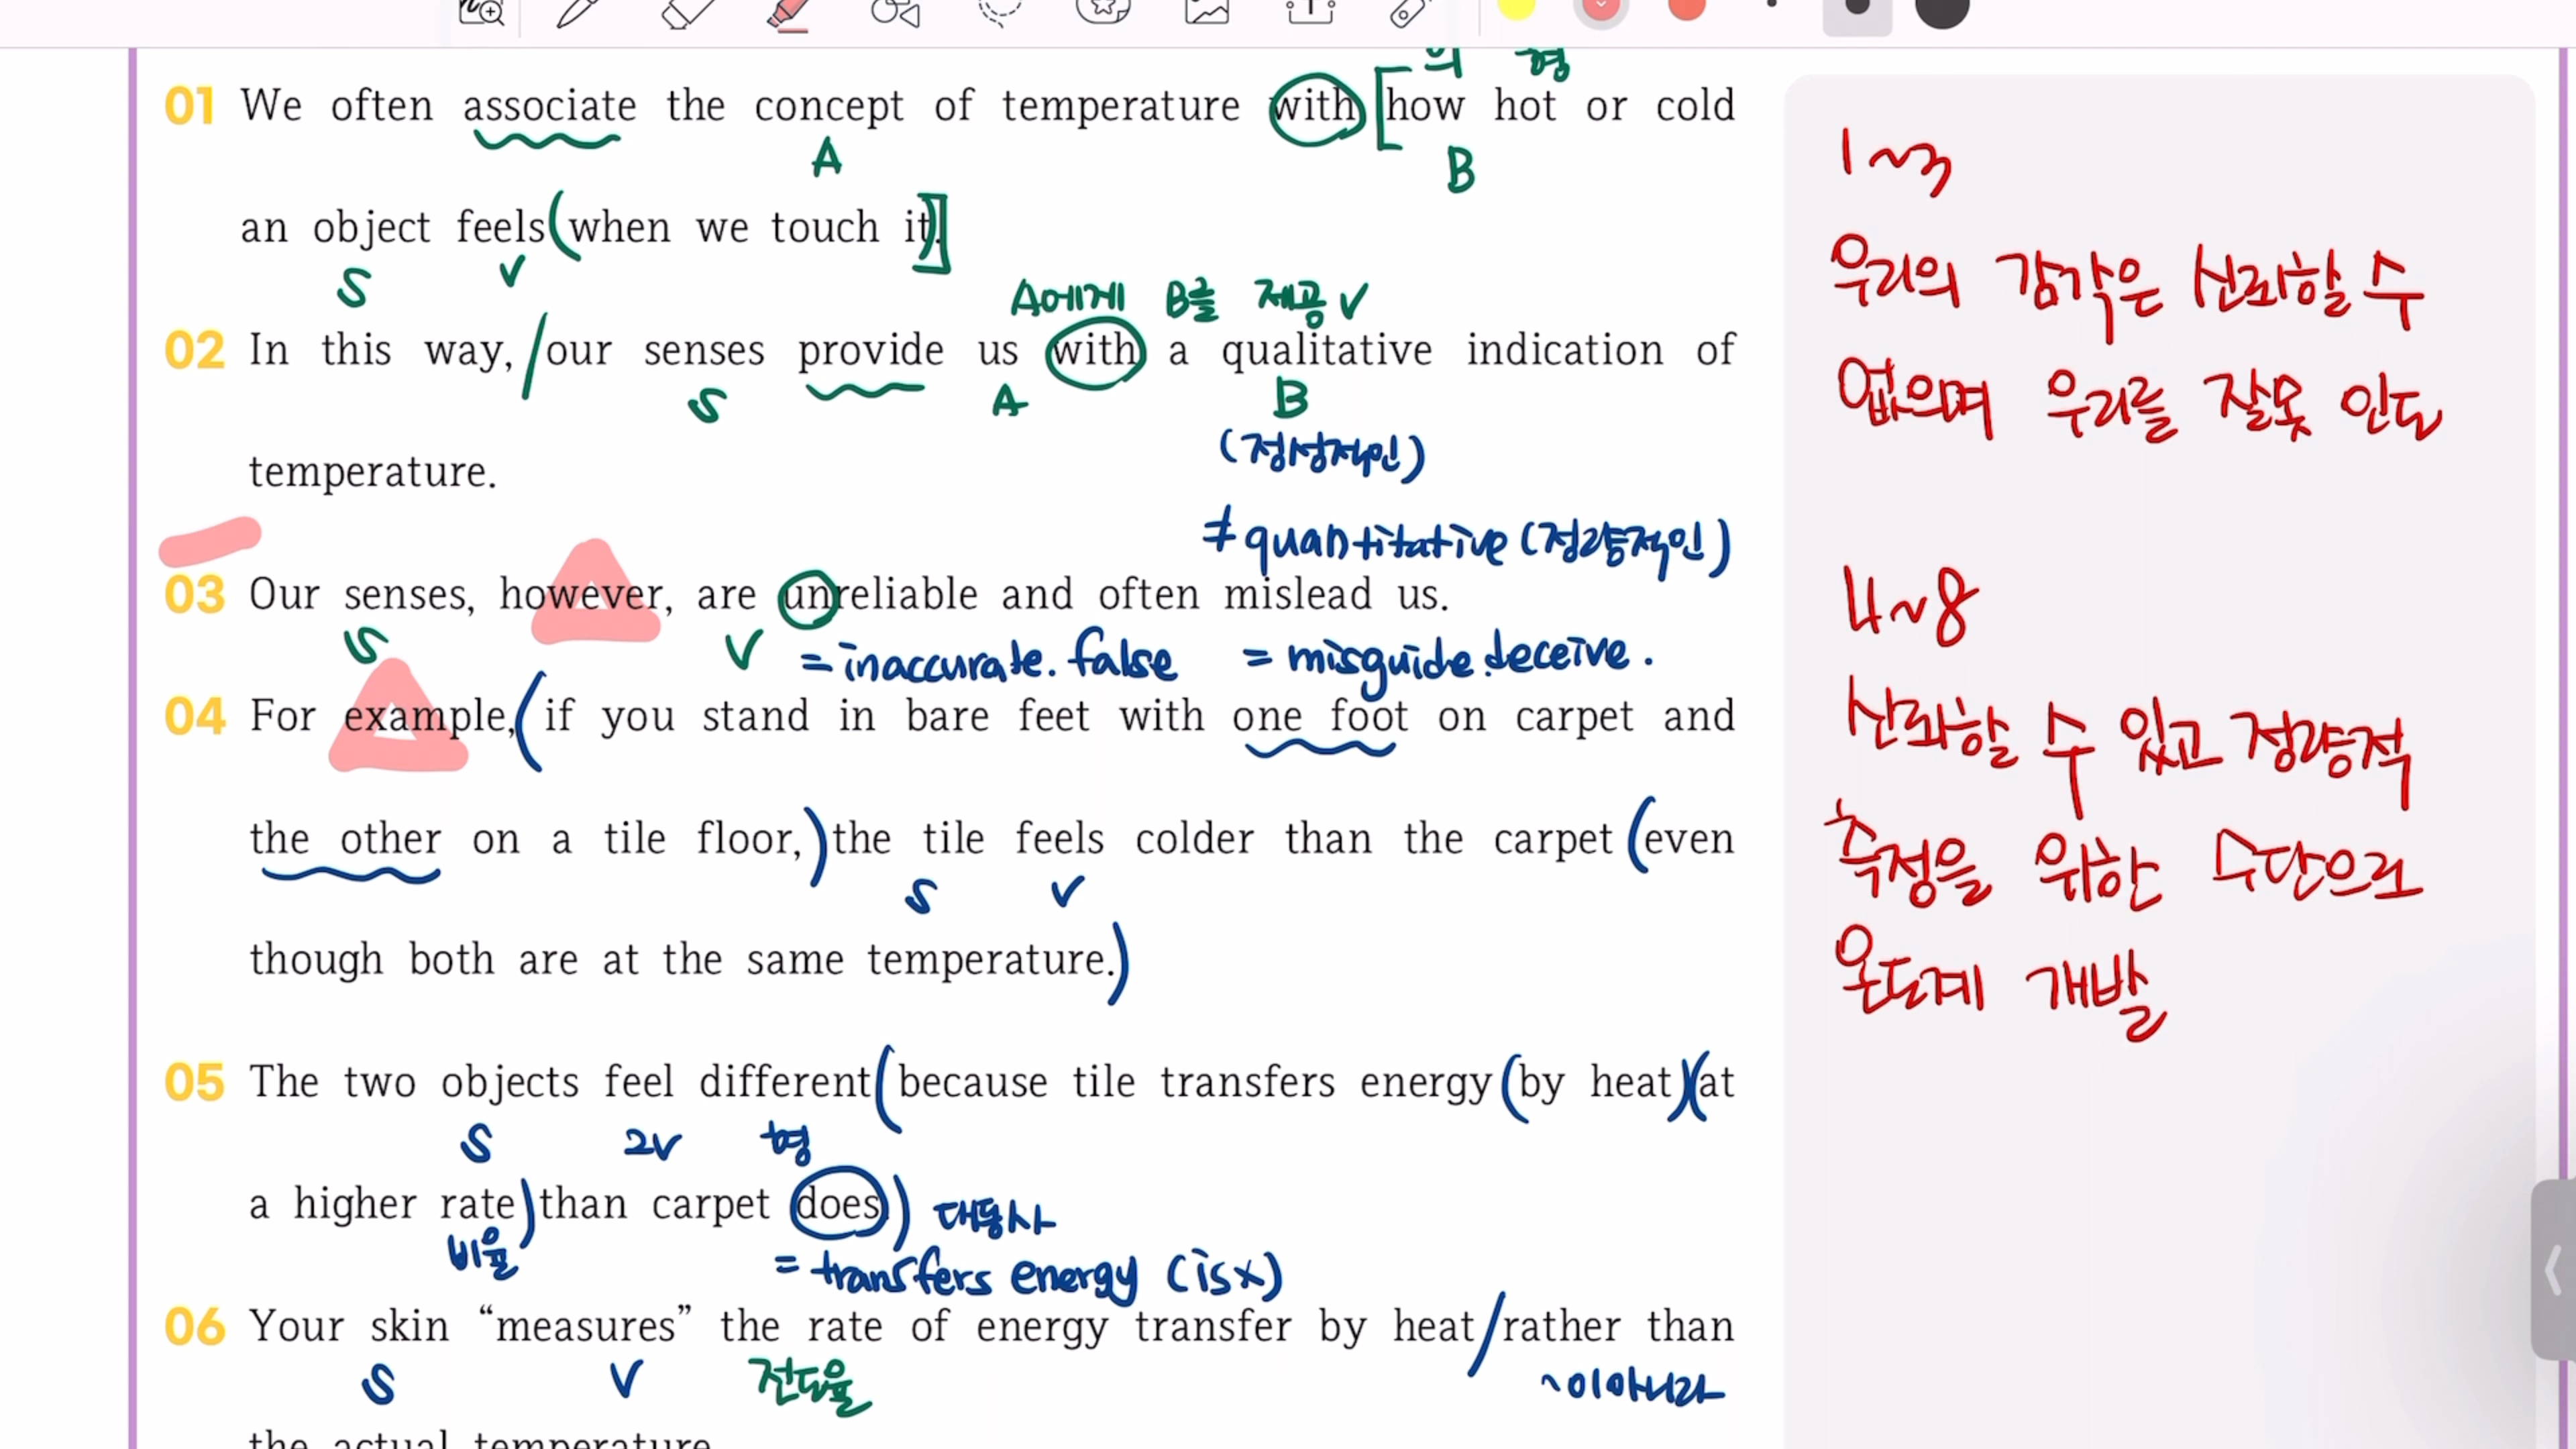 의 형
01 We often associate the concept of temperature with [how hot or cold
A B
an object feels (when we touch it.)]
S V
A에게 B를 제공 V
02 In this way, / our senses provide us with a qualitative indication of
S A B
(정성적인)
temperature.
≠ quantitative (정량적인)
03 Our senses, however, are unreliable and often mislead us.
S V = inaccurate. false = misguide. deceive.
04 For example, (if you stand in bare feet with one foot on carpet and
the other on a tile floor,) the tile feels colder than the carpet (even
S V
though both are at the same temperature.)
05 The two objects feel different (because tile transfers energy (by heat) (at
S 2V 형
a higher rate) than carpet does.) 대동사
비율 = transfers energy (is x)
06 Your skin “measures” the rate of energy transfer by heat / rather than
S V 전도율 ~이 아니라
the actual temperature.
1~3
우리의 감각은 신뢰할 수
없으며 우리를 잘못 인도
4~8
신뢰할 수 있고 정량적
측정을 위한 수단으로
온도계 개발